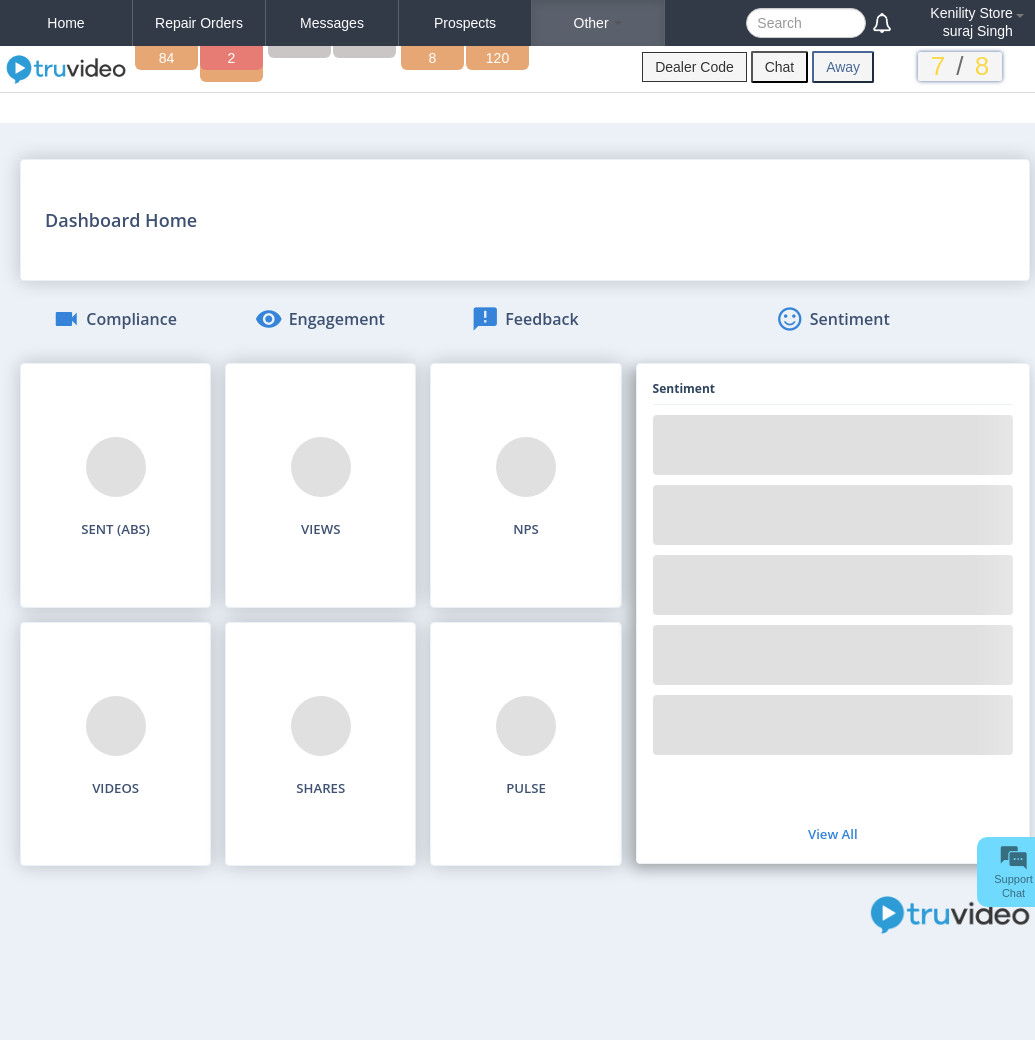 Home
Repair Orders
Messages
Prospects
Other
Search
Kenility Store
suraj Singh
truvideo
84
2
8
120
Dealer Code
Chat
Away
7 / 8
Dashboard Home
Compliance
Engagement
Feedback
Sentiment
Sentiment
SENT (ABS)
VIEWS
NPS
VIDEOS
SHARES
PULSE
View All
Support
Chat
truvideo